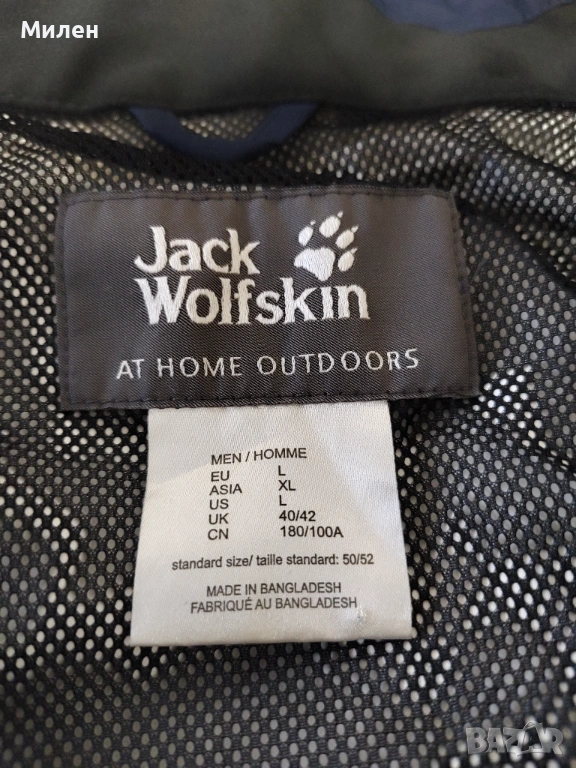 Милен
Jack
Wolfskin
AT HOME OUTDOORS
MEN / HOMME
EU L
ASIA XL
US L
UK 40/42
CN 180/100A
standard size/ taille standard: 50/52
MADE IN BANGLADESH
FABRIQUÉ AU BANGLADESH
BAZAR